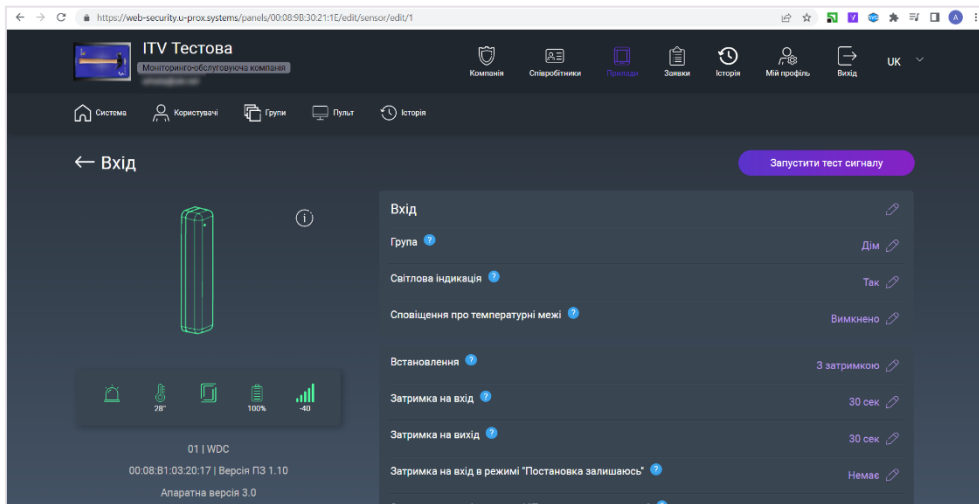 https://web-security.u-prox.systems/panels/00:08:9B:30:21:1E/edit/sensor/edit/1
ITV Тестова
Моніторинго-обслуговуюча компанія
Компанія
Співробітники
Прилади
Заявки
Історія
Мій профіль
Вихід
UK
Система
Користувачі
Групи
Пульт
Історія
← Вхід
Запустити тест сигналу
Вхід
Група ?
Дім
Світлова індикація ?
Так
Сповіщення про температурні межі ?
Вимкнено
Встановлення ?
З затримкою
Затримка на вхід ?
30 сек
Затримка на вихід ?
30 сек
Затримка на вхід в режимі "Постановка залишаюсь" ?
Немає
28°
100%
-40
01 | WDC
00:08:B1:03:20:17 | Версія ПЗ 1.10
Апаратна версія 3.0